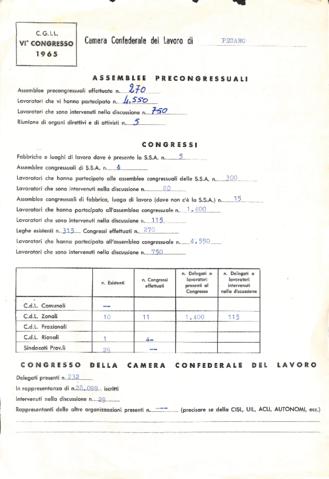 C.G.I.L.
VI° CONGRESSO
1965
Camera Confederale del Lavoro di PESARO
ASSEMBLEE PRECONGRESSUALI
Assemblee precongressuali effettuate n. 270
Lavoratori che vi hanno partecipato n. 4.550
Lavoratori che sono intervenuti nella discussione n. 750
Riunione di organi direttivi e di attivisti n. 5
CONGRESSI
Fabbriche o luoghi di lavoro dove è presente la S.S.A. n. 5
Assemblee congressuali di S.S.A. n. 4
Lavoratori che hanno partecipato alle assemblee congressuali delle S.S.A. n. 300
Lavoratori che sono intervenuti nella discussione n. 80
Assemblee congressuali di fabbrica, luogo di lavoro (dove non c'è la S.S.A.) n. 15
Lavoratori che hanno partecipato all'assemblee congressuale n. 1.400
Lavoratori che sono intervenuti nella discussione n. 115
Leghe esistenti n. 315 Congressi effettuati n. 270
Lavoratori che hanno partecipato all'assemblee congressuale n. 4.550
Lavoratori che sono intervenuti nella discussione n. 750
n. Esistenti n. Congressi effettuati n. Delegati o lavoratori presenti al Congresso n. Delegati o lavoratori intervenuti nella discussione
C.d.L. Comunali --
C.d.L. Zonali 10 11 1.400 115
C.d.L. Frazionali
C.d.L. Rionali 1
Sindacati Prov.li 28 --
CONGRESSO DELLA CAMERA CONFEDERALE DEL LAVORO
Delegati presenti n. 232
In rappresentanza di n. iscritti
Intervenuti nella discussione n. 28
Rappresentanti delle altre organizzazioni presenti n. --- (precisare se della CISL, UIL, ACLI, AUTONOMI, ecc.)